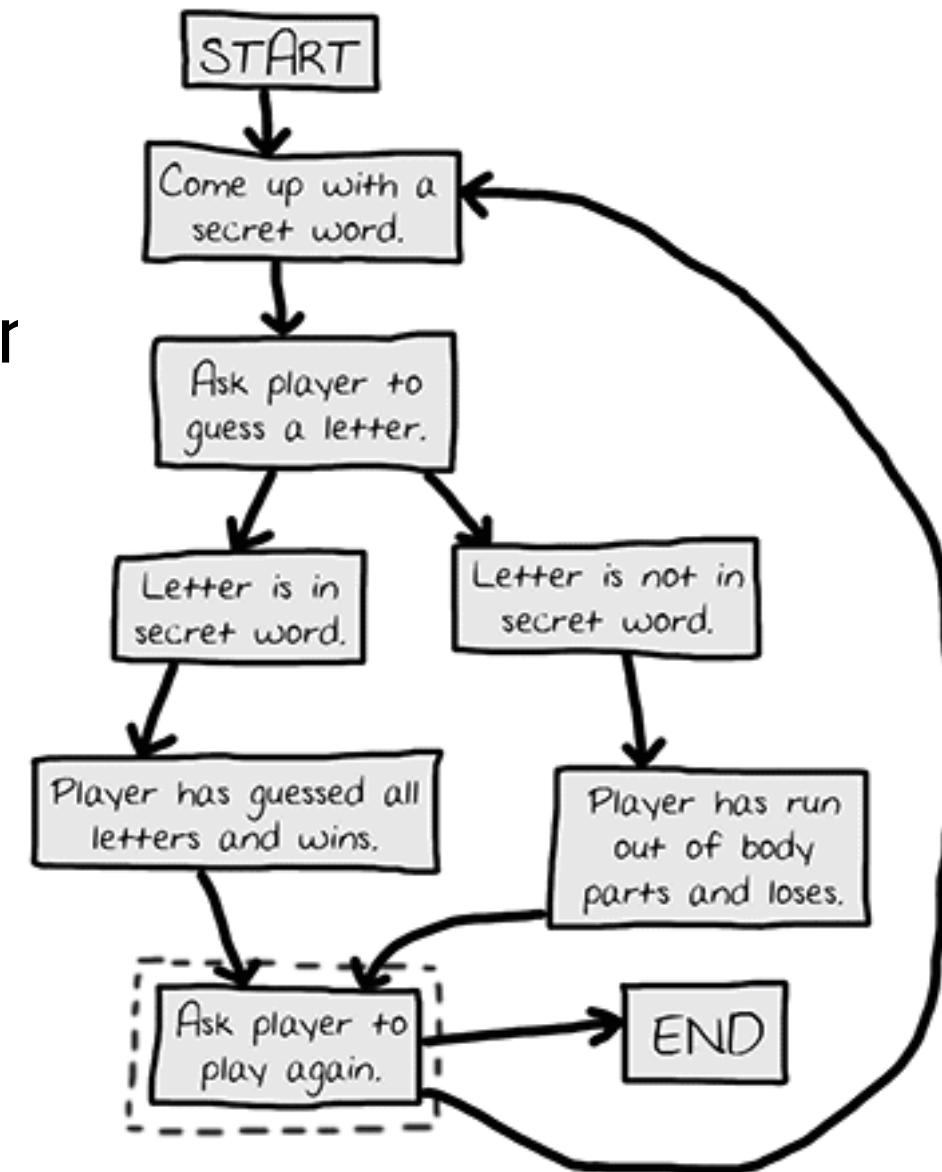 START
Come up with a
secret word.
r
Ask player to
guess a letter.
Letter is in
secret word.
Letter is not in
secret word.
Player has guessed all
letters and wins.
Player has run
out of body
parts and loses.
Ask player to
play again.
END